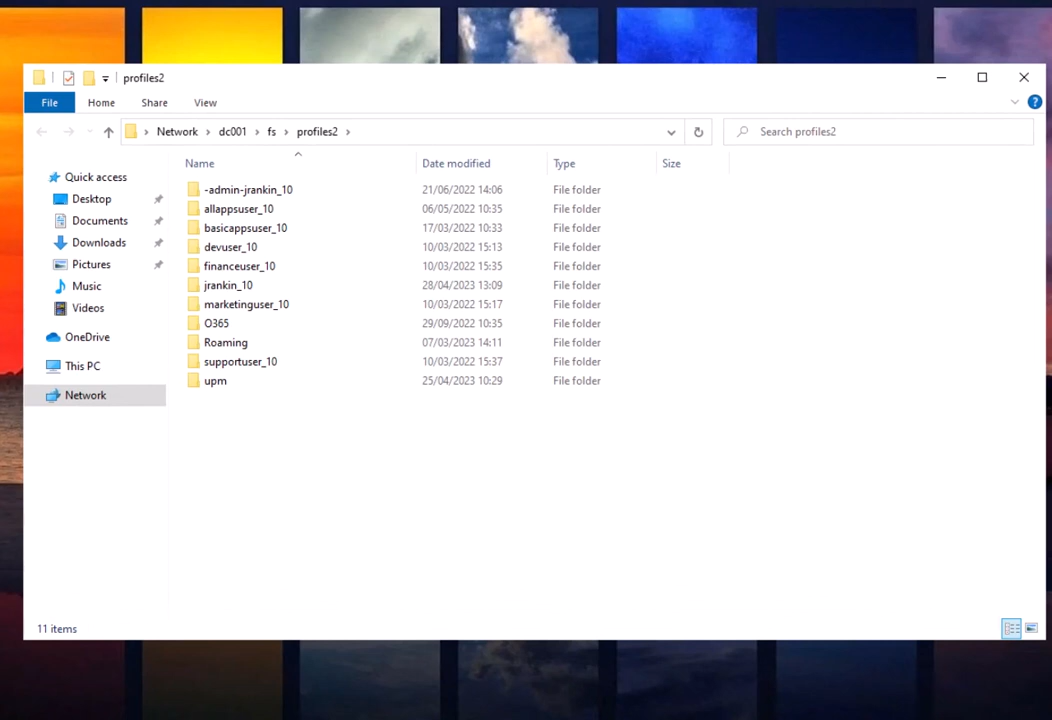 profiles2
File Home Share View
Network dc001 fs profiles2 Search profiles2
Name Date modified Type Size
Quick access
Desktop
Documents
Downloads
Pictures
Music
Videos
OneDrive
This PC
Network
-admin-jrankin_10 21/06/2022 14:06 File folder
allappsuser_10 06/05/2022 10:35 File folder
basicappsuser_10 17/03/2022 10:33 File folder
devuser_10 10/03/2022 15:13 File folder
financeuser_10 10/03/2022 15:35 File folder
jrankin_10 28/04/2023 13:09 File folder
marketinguser_10 10/03/2022 15:17 File folder
O365 29/09/2022 10:35 File folder
Roaming 07/03/2023 14:11 File folder
supportuser_10 10/03/2022 15:37 File folder
upm 25/04/2023 10:29 File folder
11 items